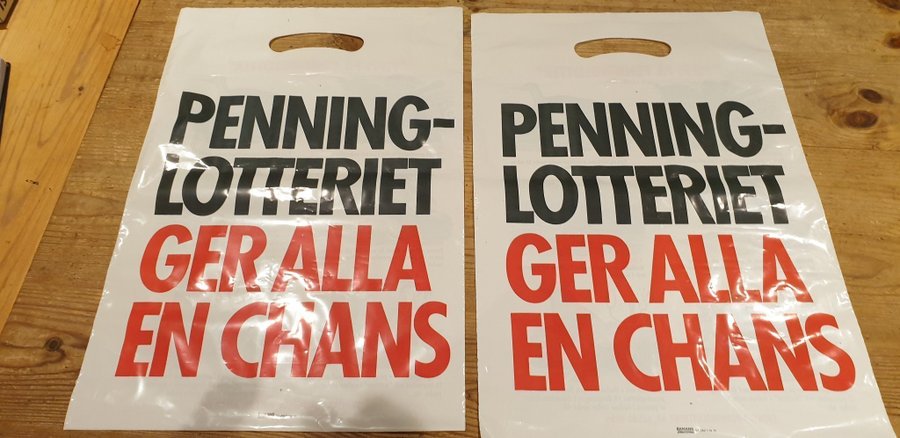 PENNING-
LOTTERIET
GER ALLA
EN CHANS
PENNING-
LOTTERIET
GER ALLA
EN CHANS